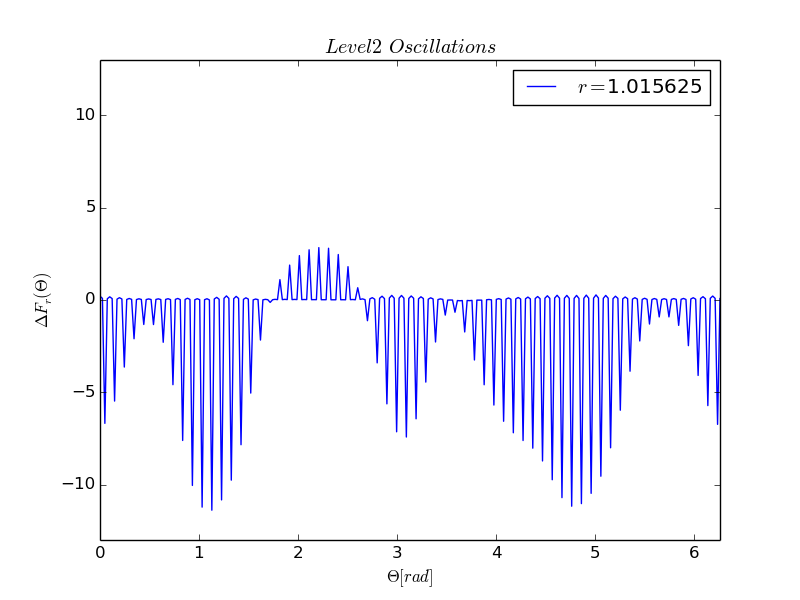 Level2 Oscillations
r=1.015625
10
5
0
−5
−10
ΔF_r(Θ)
0 1 2 3 4 5 6
Θ[rad]